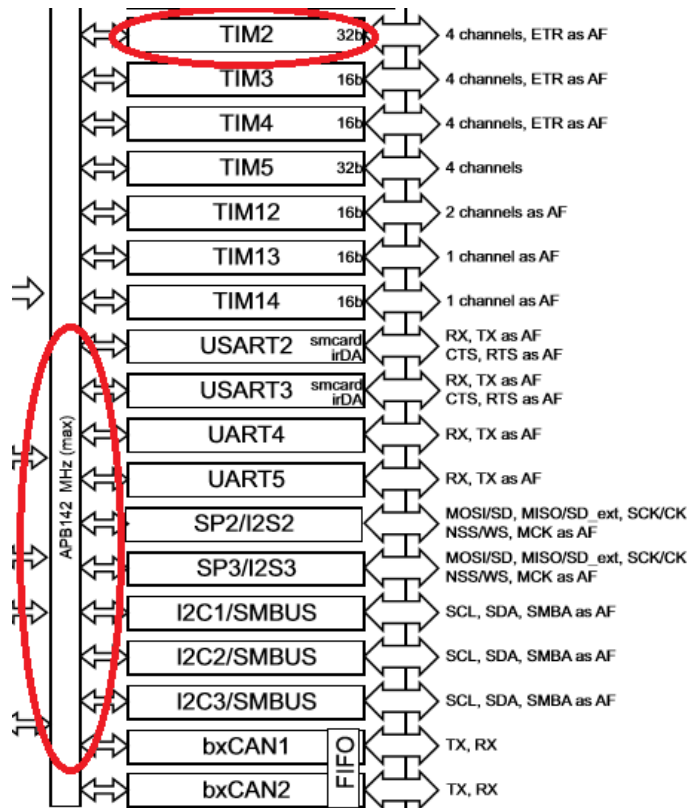 TIM2 32b 4 channels, ETR as AF
TIM3 16b 4 channels, ETR as AF
TIM4 16b 4 channels, ETR as AF
TIM5 32b 4 channels
TIM12 16b 2 channels as AF
TIM13 16b 1 channel as AF
TIM14 16b 1 channel as AF
USART2 smcard irDA RX, TX as AF
CTS, RTS as AF
USART3 smcard irDA RX, TX as AF
CTS, RTS as AF
UART4 RX, TX as AF
UART5 RX, TX as AF
SP2/I2S2 MOSI/SD, MISO/SD_ext, SCK/CK
NSS/WS, MCK as AF
SP3/I2S3 MOSI/SD, MISO/SD_ext, SCK/CK
NSS/WS, MCK as AF
I2C1/SMBUS SCL, SDA, SMBA as AF
I2C2/SMBUS SCL, SDA, SMBA as AF
I2C3/SMBUS SCL, SDA, SMBA as AF
bxCAN1 TX, RX
bxCAN2 TX, RX
FIFO
APB142 MHz (max)